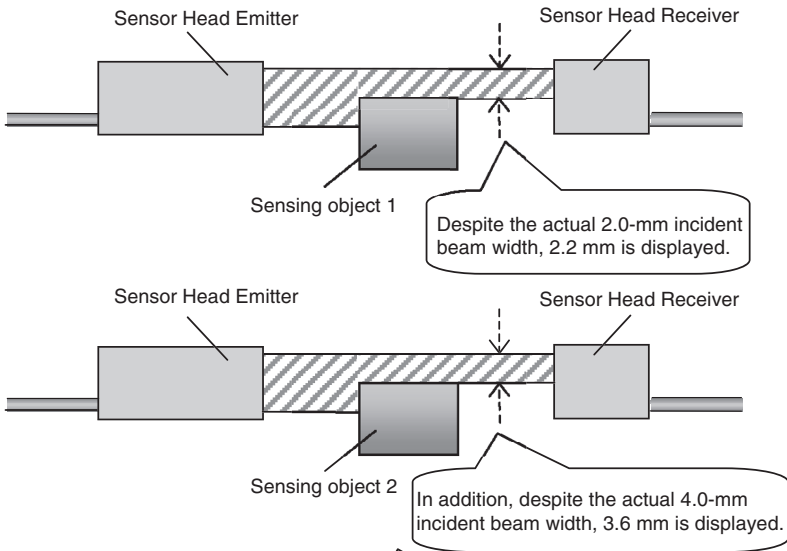 Sensor Head Emitter
Sensor Head Receiver
Sensing object 1
Despite the actual 2.0-mm incident
beam width, 2.2 mm is displayed.
Sensor Head Emitter
Sensor Head Receiver
Sensing object 2
In addition, despite the actual 4.0-mm
incident beam width, 3.6 mm is displayed.